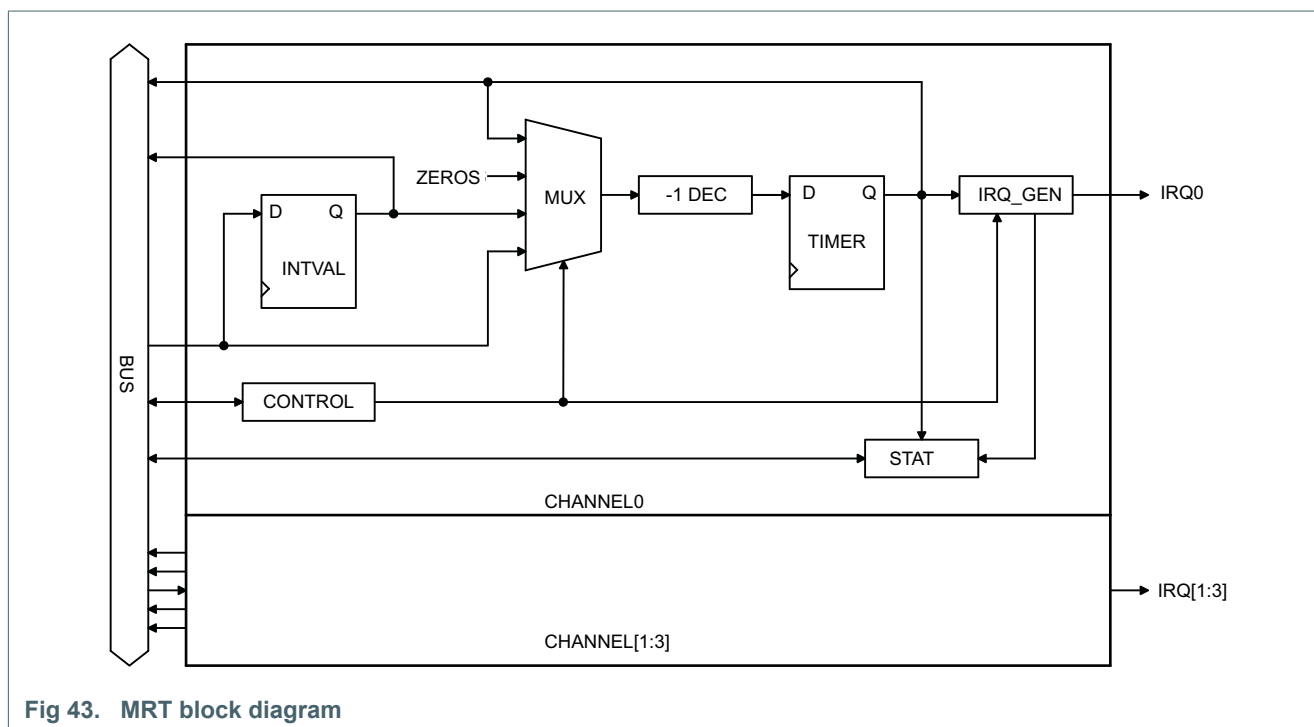 ZEROS
MUX
-1 DEC
D Q
TIMER
IRQ_GEN
IRQ0
D Q
INTVAL
BUS
CONTROL
STAT
CHANNEL0
IRQ[1:3]
CHANNEL[1:3]
Fig 43. MRT block diagram